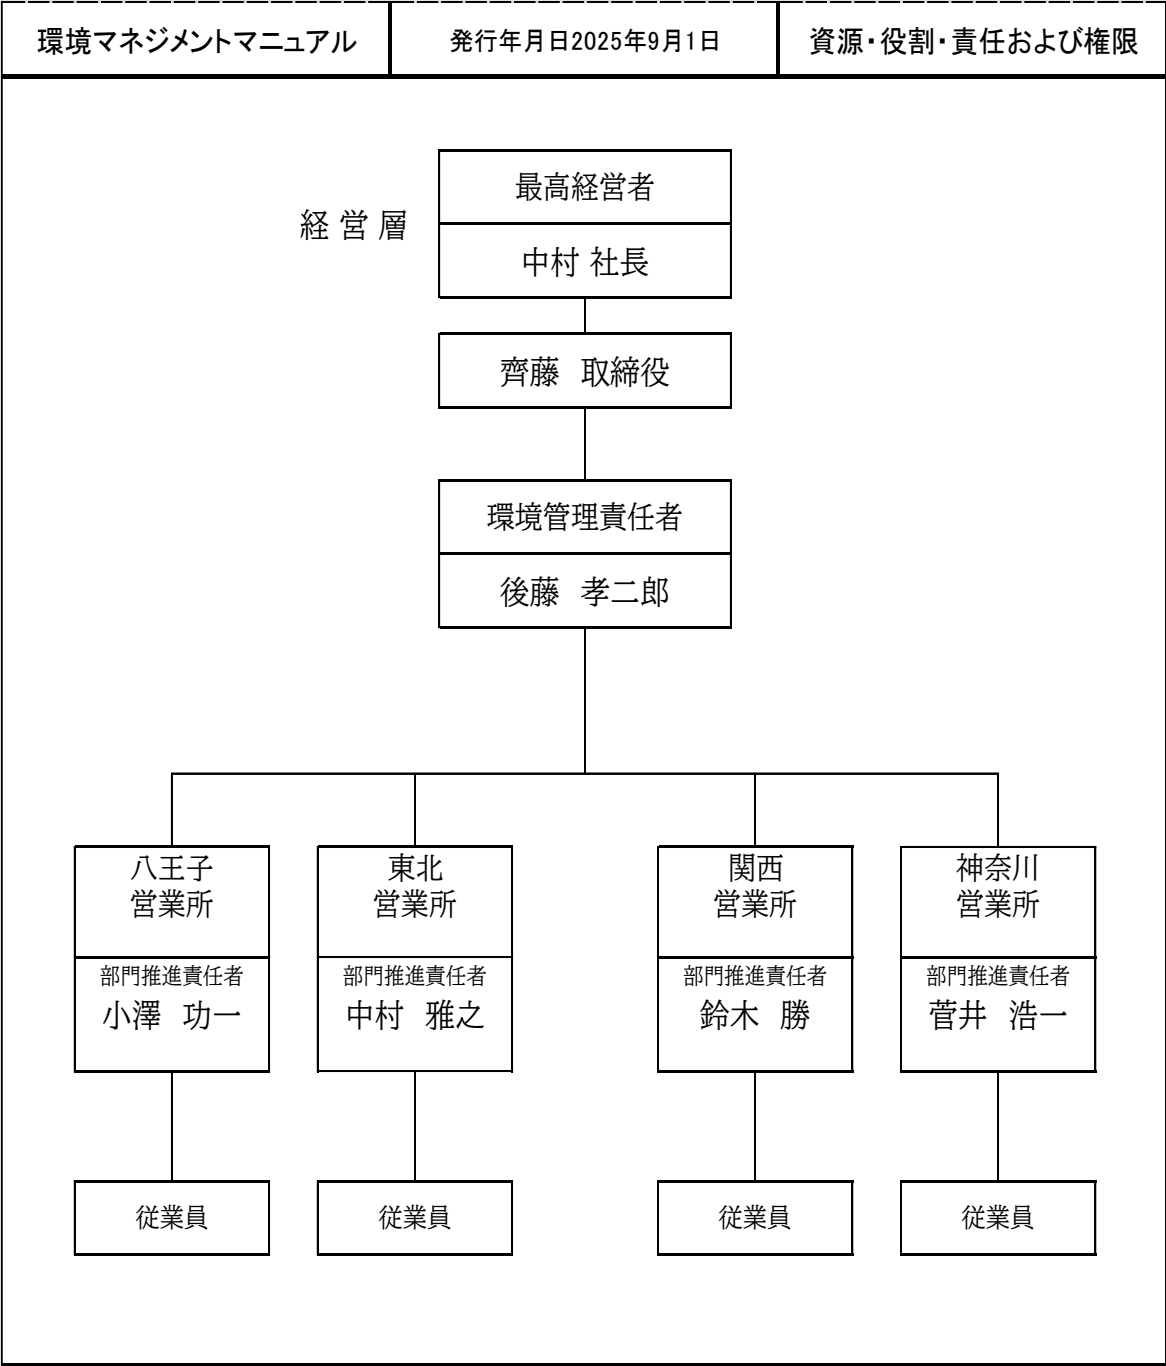 環境マネジメントマニュアル
発行年月日2025年9月1日
資源・役割・責任および権限
経営層
最高経営者
中村 社長
齊藤　取締役
環境管理責任者
後藤　孝二郎
八王子
営業所
部門推進責任者
小澤　功一
東北
営業所
部門推進責任者
中村　雅之
関西
営業所
部門推進責任者
鈴木　勝
神奈川
営業所
部門推進責任者
菅井　浩一
従業員
従業員
従業員
従業員